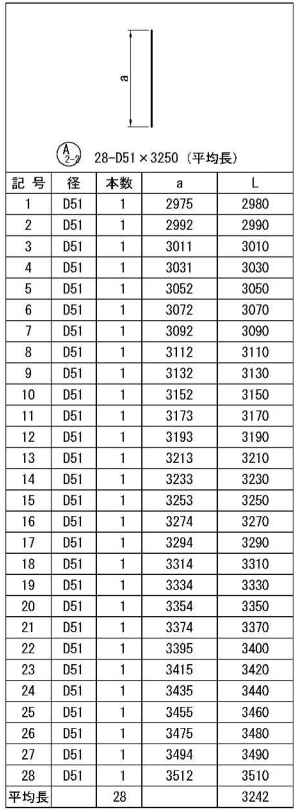 a
A
2-2
28-D51×3250 (平均長)
記 号 径 本数 a L
1 D51 1 2975 2980
2 D51 1 2992 2990
3 D51 1 3011 3010
4 D51 1 3031 3030
5 D51 1 3052 3050
6 D51 1 3072 3070
7 D51 1 3092 3090
8 D51 1 3112 3110
9 D51 1 3132 3130
10 D51 1 3152 3150
11 D51 1 3173 3170
12 D51 1 3193 3190
13 D51 1 3213 3210
14 D51 1 3233 3230
15 D51 1 3253 3250
16 D51 1 3274 3270
17 D51 1 3294 3290
18 D51 1 3314 3310
19 D51 1 3334 3330
20 D51 1 3354 3350
21 D51 1 3374 3370
22 D51 1 3395 3400
23 D51 1 3415 3420
24 D51 1 3435 3440
25 D51 1 3455 3460
26 D51 1 3475 3480
27 D51 1 3494 3490
28 D51 1 3512 3510
平均長 28 3242